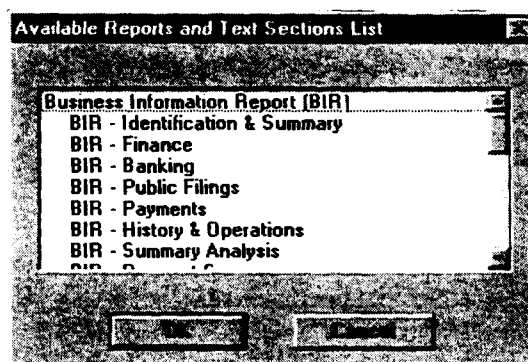 Available Reports and Text Sections List
Business Information Report (BIR)
BIR - Identification & Summary
BIR - Finance
BIR - Banking
BIR - Public Filings
BIR - Payments
BIR - History & Operations
BIR - Summary Analysis
OK
Cancel